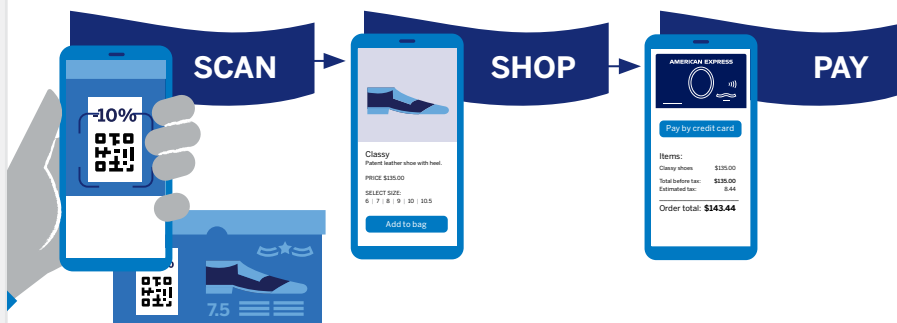 SCAN
-10%
7.5
SHOP
Classy
Patent leather shoe with heel.
PRICE $135.00
SELECT SIZE:
6 | 7 | 8 | 9 | 10 | 10.5
Add to bag
PAY
AMERICAN EXPRESS
Pay by credit card
Items:
Classy shoes $135.00
Total before tax: $135.00
Estimated tax: 8.44
Order total: $143.44